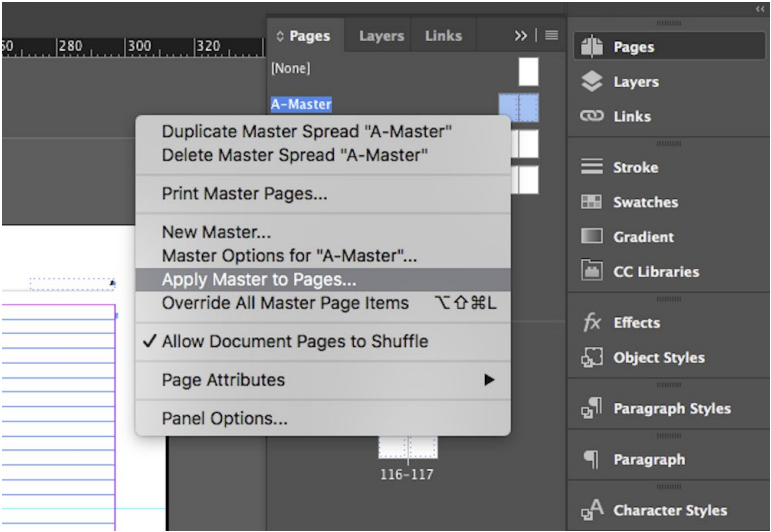 280
300
320
Pages
Layers
Links
[None]
A-Master
Duplicate Master Spread "A-Master"
Delete Master Spread "A-Master"
Print Master Pages...
New Master...
Master Options for "A-Master"...
Apply Master to Pages...
Override All Master Page Items ⌥⇧⌘L
✓ Allow Document Pages to Shuffle
Page Attributes
Panel Options...
116-117
Pages
Layers
Links
Stroke
Swatches
Gradient
CC Libraries
fx Effects
Object Styles
Paragraph Styles
Paragraph
Character Styles